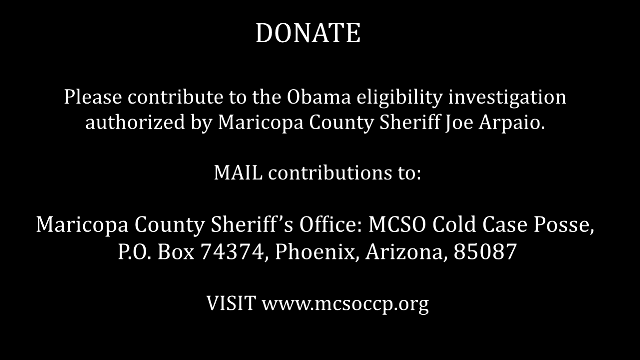 DONATE
Please contribute to the Obama eligibility investigation
authorized by Maricopa County Sheriff Joe Arpaio.
MAIL contributions to:
Maricopa County Sheriff’s Office: MCSO Cold Case Posse,
P.O. Box 74374, Phoenix, Arizona, 85087
VISIT www.mcsoccp.org